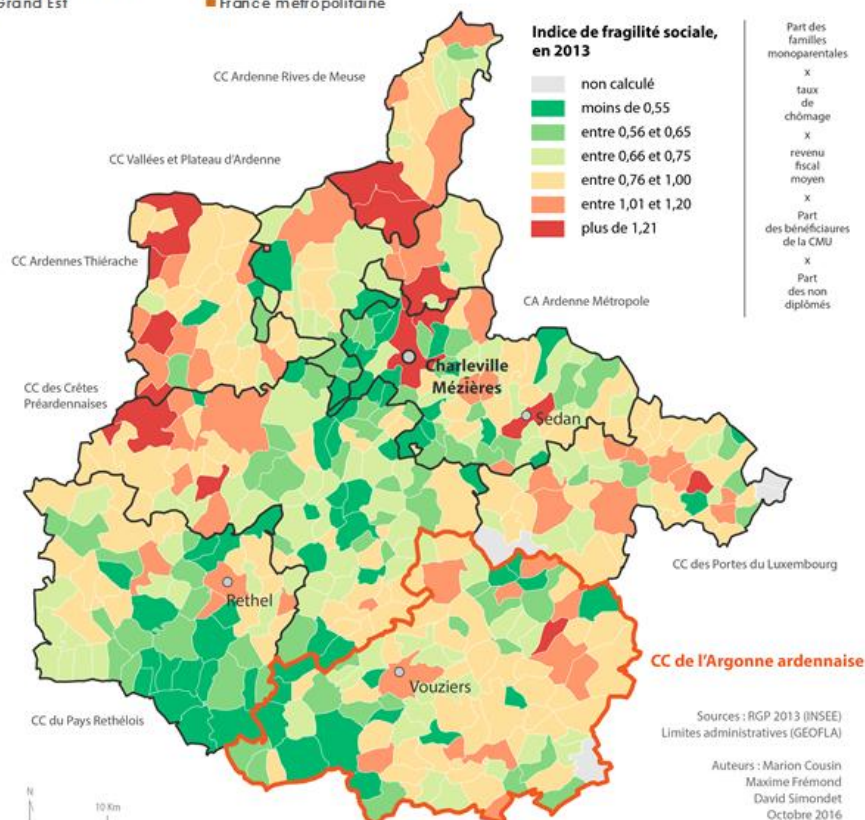 Grand Est
France métropolitaine
Indice de fragilité sociale,
en 2013
non calculé
moins de 0,55
entre 0,56 et 0,65
entre 0,66 et 0,75
entre 0,76 et 1,00
entre 1,01 et 1,20
plus de 1,21
Part des
familles
monoparentales
x
taux
de
chômage
x
revenu
fiscal
moyen
x
Part
des bénéficiaures
de la CMU
x
Part
des non
diplômés
CC Ardenne Rives de Meuse
CC Vallées et Plateau d'Ardenne
CC Ardennes Thiérache
CA Ardenne Métropole
CC des Crêtes
Préardennaises
Charleville
Mézières
Sedan
CC des Portes du Luxembourg
Rethel
CC de l'Argonne ardennaise
Vouziers
CC du Pays Rethélois
Sources : RGP 2013 (INSEE)
Limites administratives (GEOFLA)
Auteurs : Marion Cousin
Maxime Frémond
David Simondet
Octobre 2016
N
10 Km